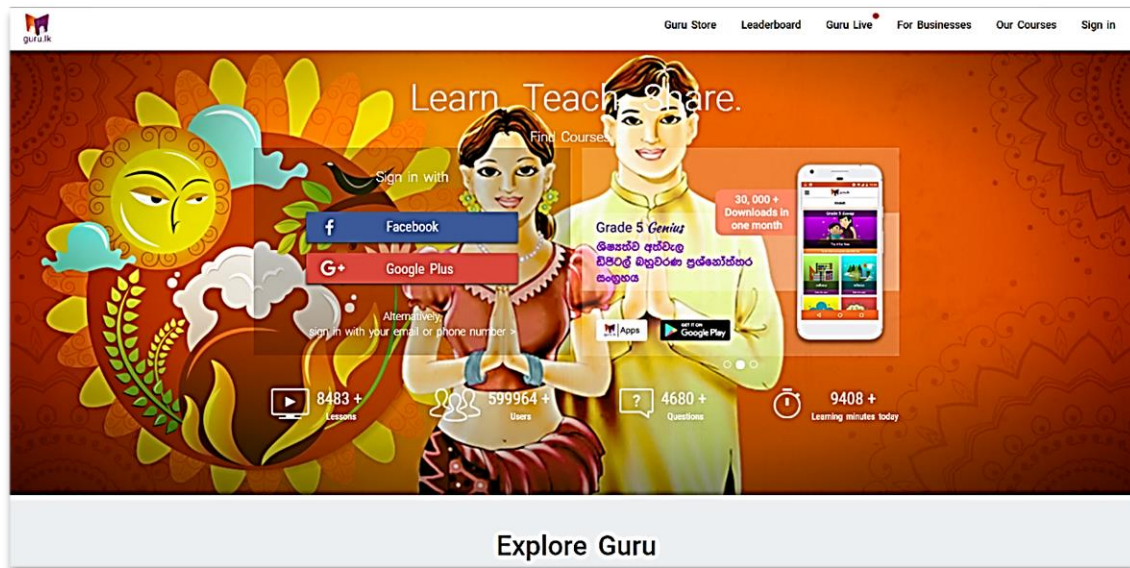 guru.lk
Guru Store Leaderboard Guru Live For Businesses Our Courses Sign in
Learn. Teach. Share.
Find Courses
Sign in with
Facebook
Google Plus
Alternatively,
sign in with your email or phone number >
30, 000 +
Downloads in
one month
Grade 5 Genius
ශිෂ්‍යත්ව අත්වැල
ඩිජිටල් බහුවරණ ප්‍රශ්නෝත්තර
සංග්‍රහය
Apps
GET IT ON
Google Play
8483 +
Lessons
599964 +
Users
4680 +
Questions
9408 +
Learning minutes today
Explore Guru